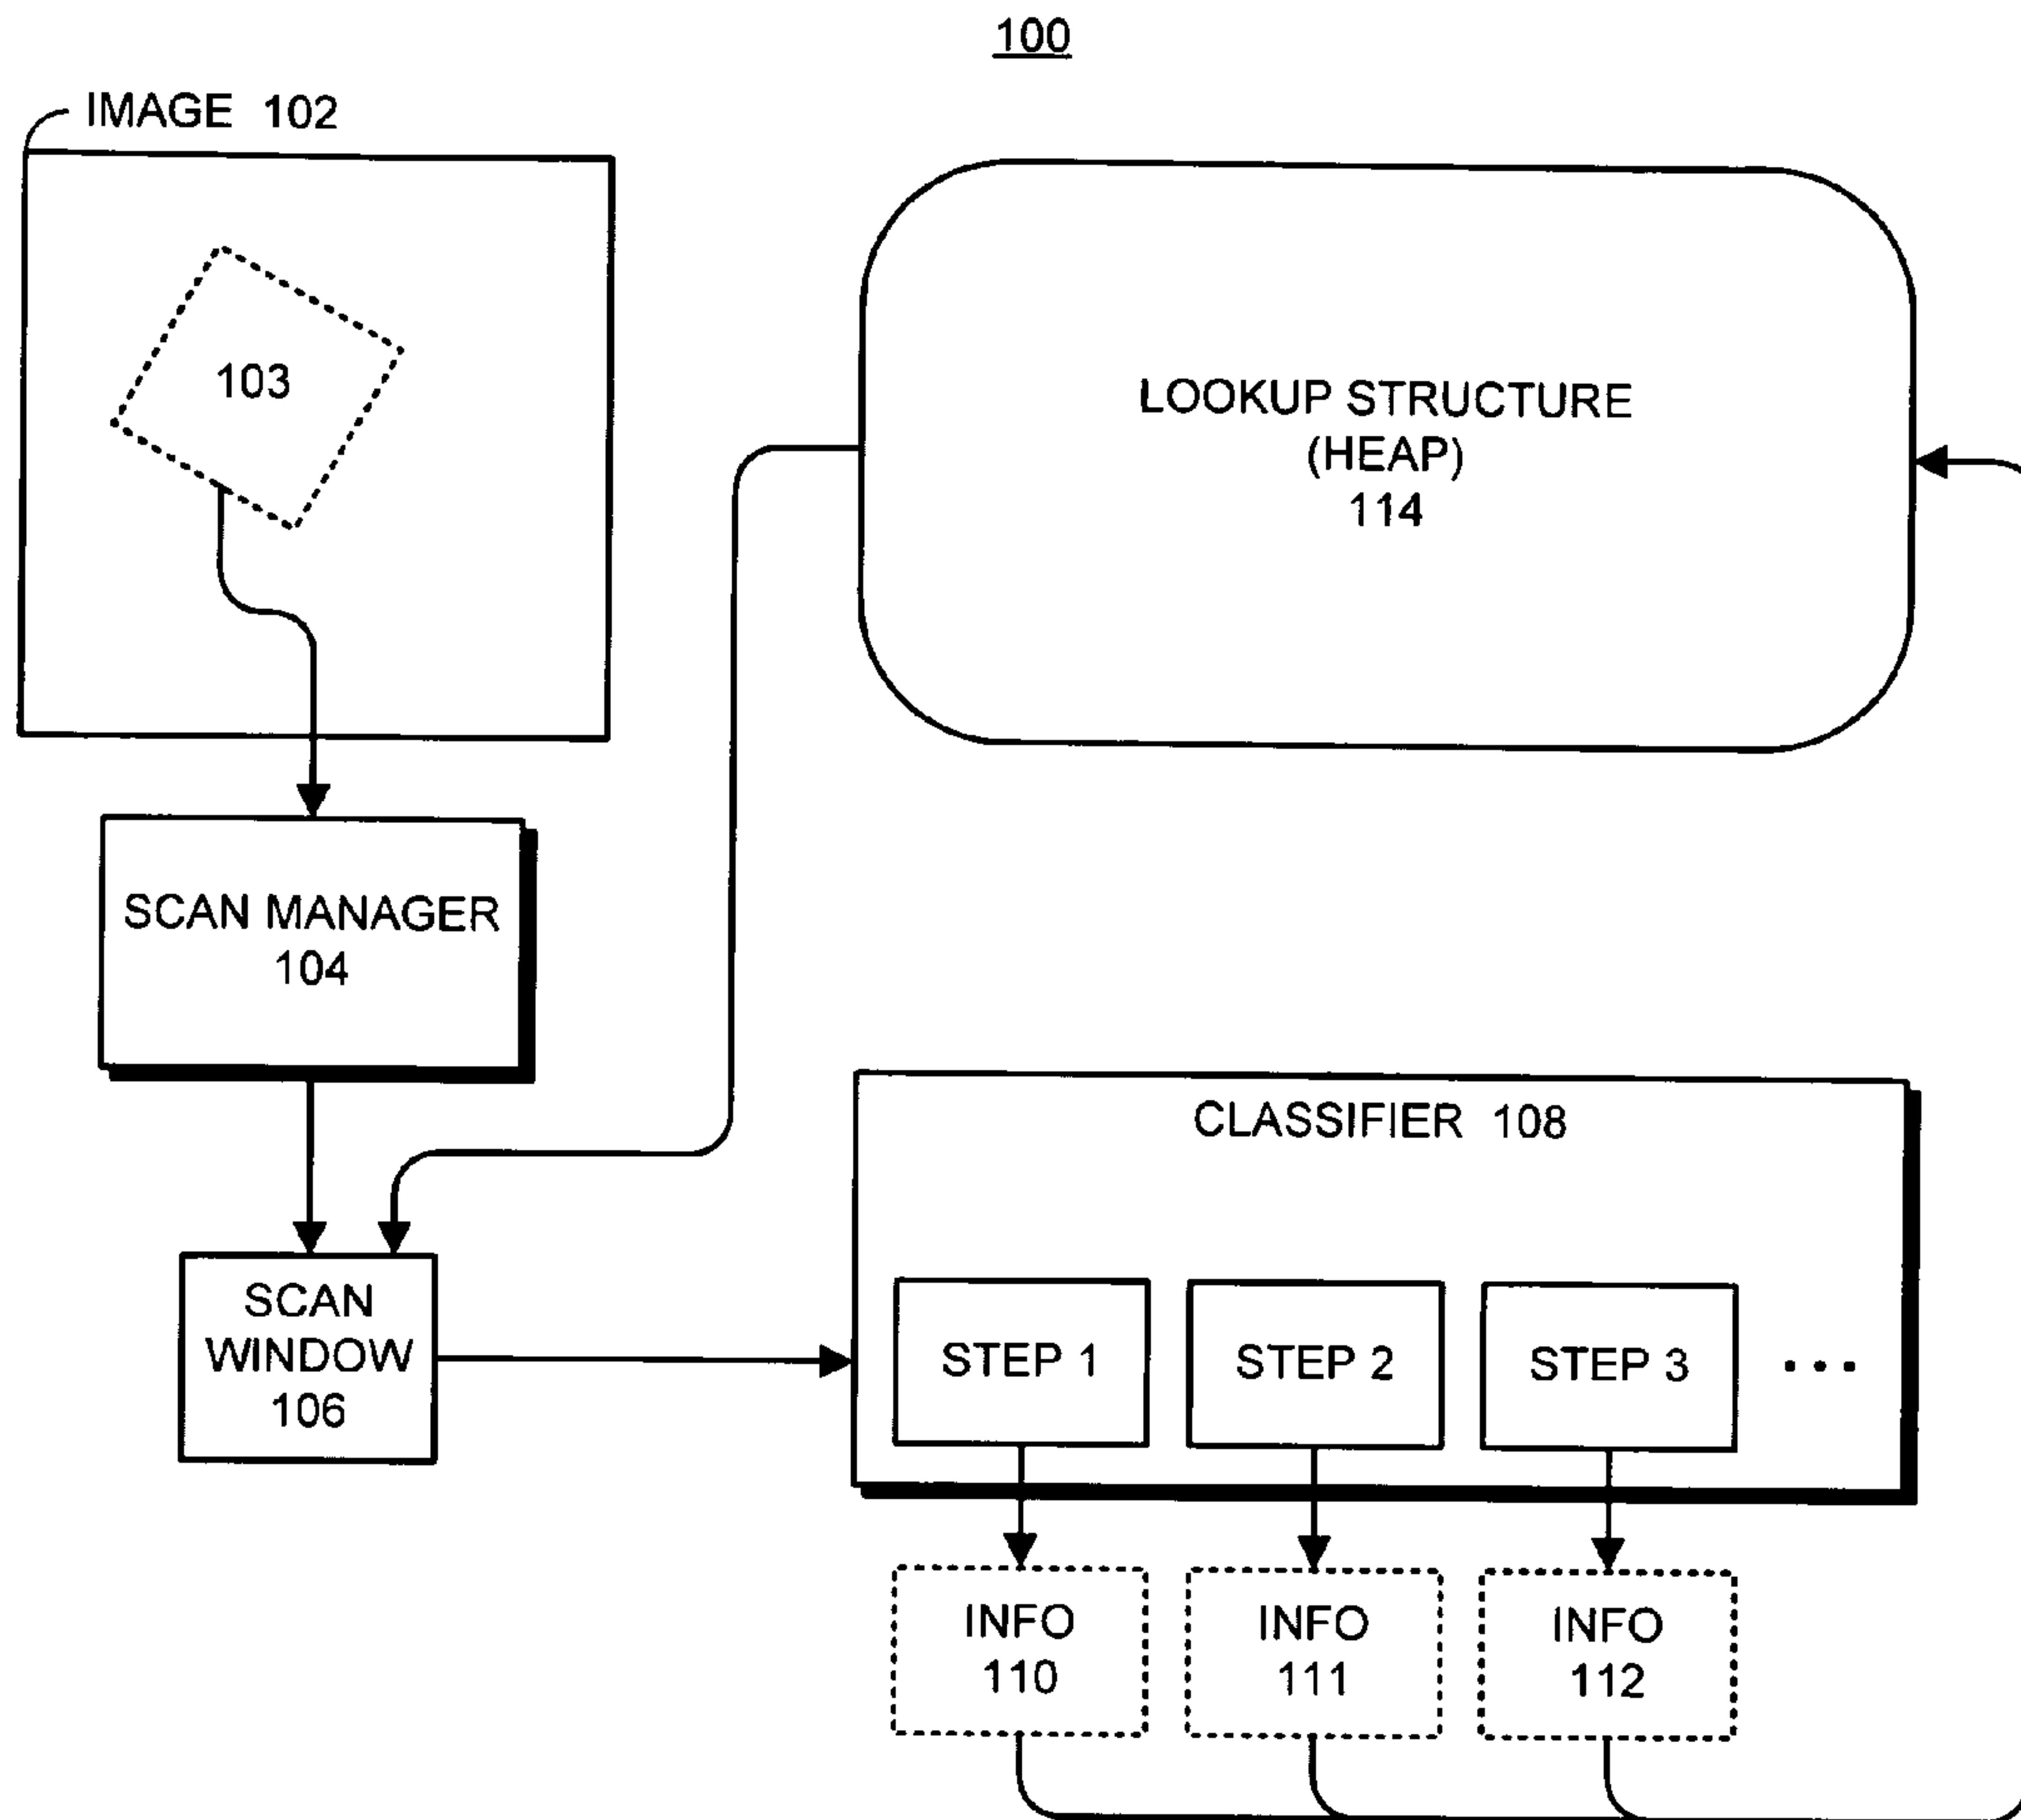 100
IMAGE 102
103
LOOKUP STRUCTURE
(HEAP)
114
SCAN MANAGER
104
CLASSIFIER 108
SCAN
WINDOW
106
STEP 1
STEP 2
STEP 3
...
INFO
110
INFO
111
INFO
112